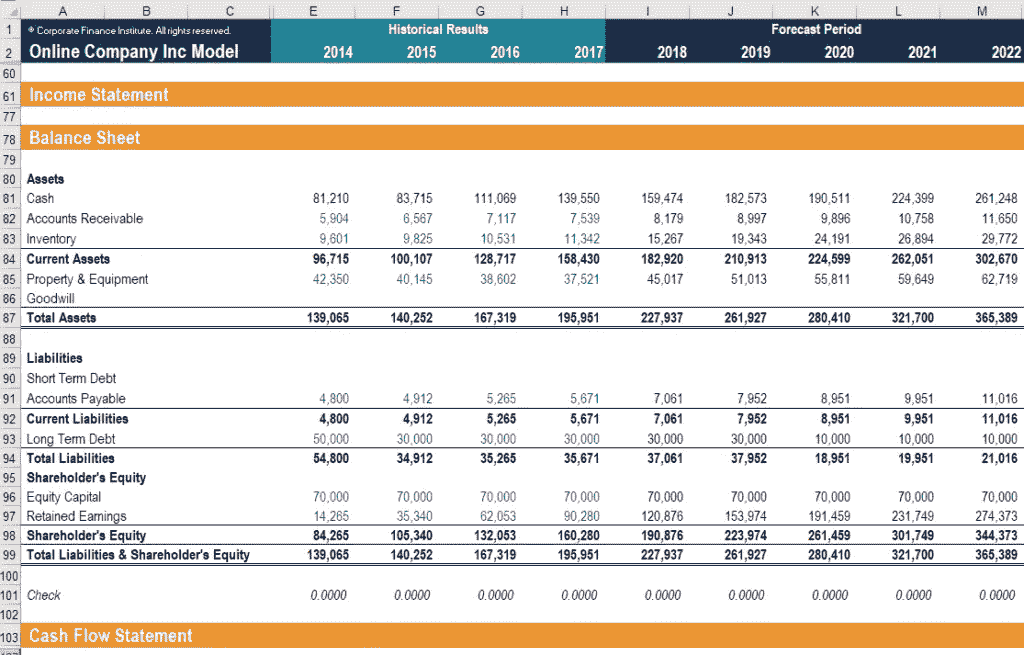 A B C E F G H I J K L M
1 © Corporate Finance Institute. All rights reserved. Historical Results Forecast Period
2 Online Company Inc Model 2014 2015 2016 2017 2018 2019 2020 2021 2022
60
61 Income Statement
77
78 Balance Sheet
79
80 Assets
81 Cash 81,210 83,715 111,069 139,550 159,474 182,573 190,511 224,399 261,248
82 Accounts Receivable 5,904 6,567 7,117 7,539 8,179 8,997 9,896 10,758 11,650
83 Inventory 9,601 9,825 10,531 11,342 15,267 19,343 24,191 26,894 29,772
84 Current Assets 96,715 100,107 128,717 158,430 182,920 210,913 224,599 262,051 302,670
85 Property & Equipment 42,350 40,145 38,602 37,521 45,017 51,013 55,811 59,649 62,719
86 Goodwill
87 Total Assets 139,065 140,252 167,319 195,951 227,937 261,927 280,410 321,700 365,389
88
89 Liabilities
90 Short Term Debt
91 Accounts Payable 4,800 4,912 5,265 5,671 7,061 7,952 8,951 9,951 11,016
92 Current Liabilities 4,800 4,912 5,265 5,671 7,061 7,952 8,951 9,951 11,016
93 Long Term Debt 50,000 30,000 30,000 30,000 30,000 30,000 10,000 10,000 10,000
94 Total Liabilities 54,800 34,912 35,265 35,671 37,061 37,952 18,951 19,951 21,016
95 Shareholder's Equity
96 Equity Capital 70,000 70,000 70,000 70,000 70,000 70,000 70,000 70,000 70,000
97 Retained Earnings 14,265 35,340 62,053 90,280 120,876 153,974 191,459 231,749 274,373
98 Shareholder's Equity 84,265 105,340 132,053 160,280 190,876 223,974 261,459 301,749 344,373
99 Total Liabilities & Shareholder's Equity 139,065 140,252 167,319 195,951 227,937 261,927 280,410 321,700 365,389
100
101 Check 0.0000 0.0000 0.0000 0.0000 0.0000 0.0000 0.0000 0.0000 0.0000
102
103 Cash Flow Statement